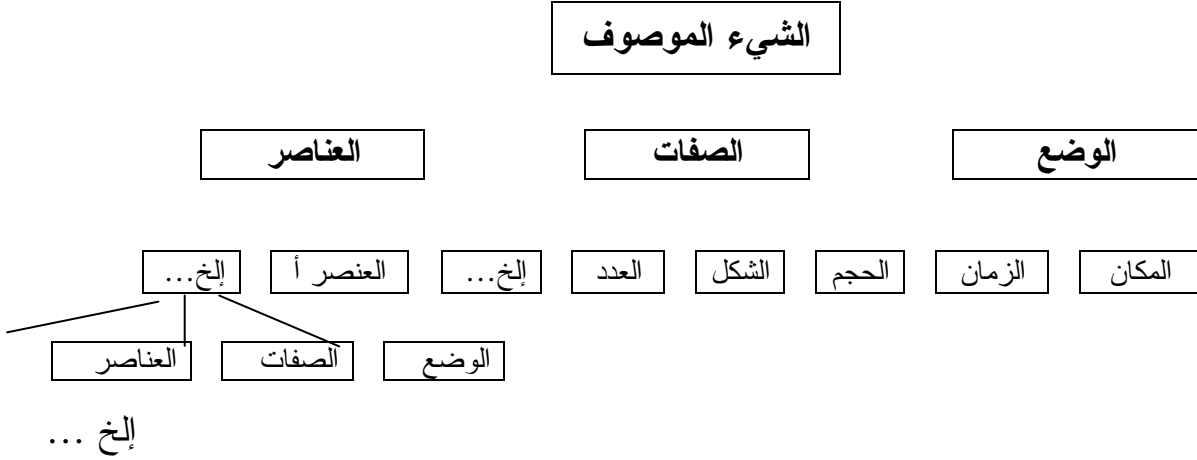 الشيء الموصوف
الوضع الصفات العناصر
المكان الزمان الحجم الشكل العدد إلخ... العنصر أ إلخ...
الوضع الصفات العناصر
إلخ ...